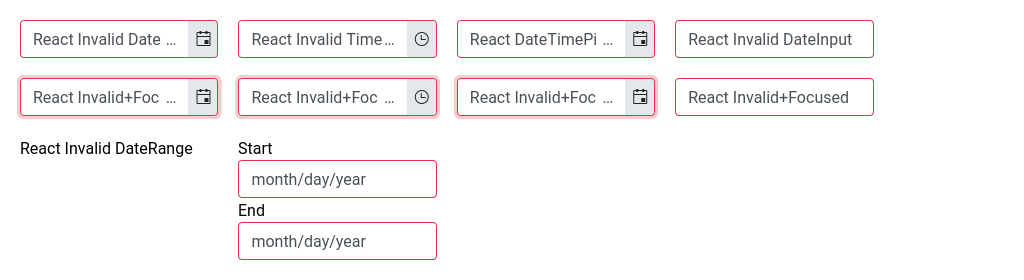 React Invalid Date ...
React Invalid Time...
React DateTimePi ...
React Invalid DateInput
React Invalid+Foc ...
React Invalid+Foc ...
React Invalid+Foc ...
React Invalid+Focused
React Invalid DateRange
Start
month/day/year
End
month/day/year